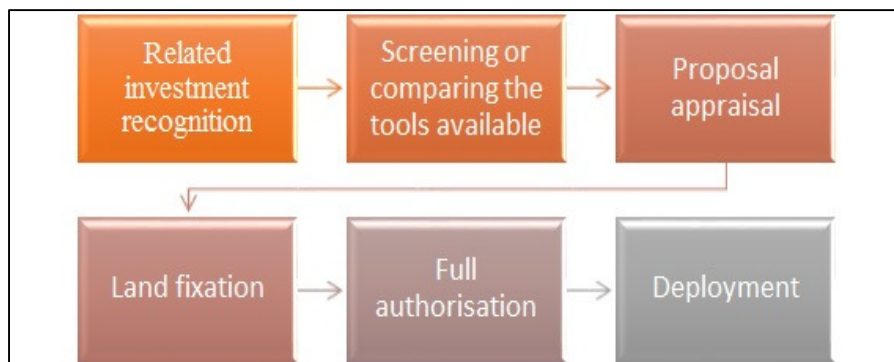 Related
investment
recognition
Screening or
comparing the
tools available
Proposal
appraisal
Land fixation
Full
authorisation
Deployment